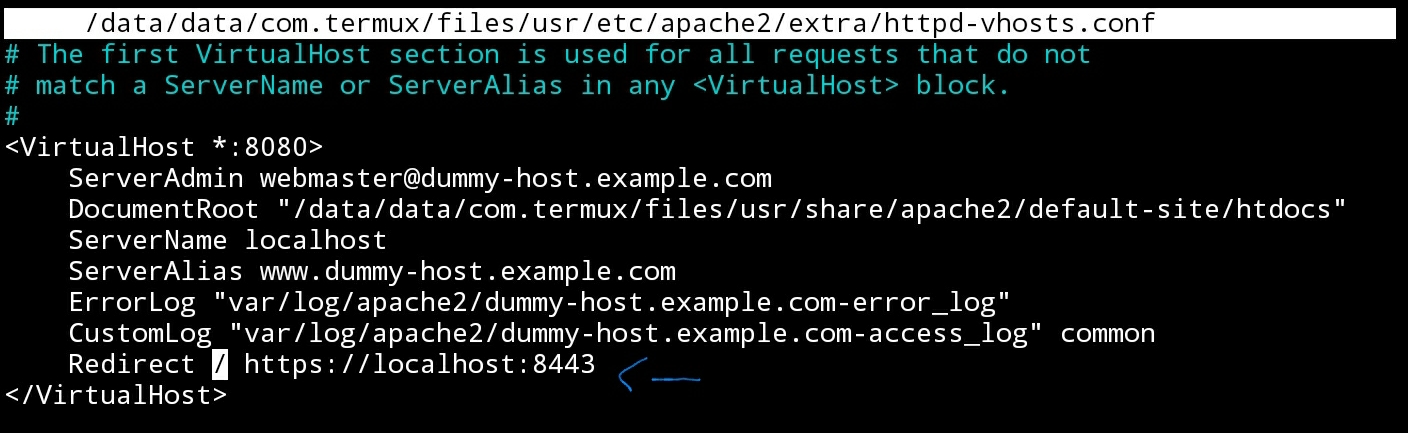 /data/data/com.termux/files/usr/etc/apache2/extra/httpd-vhosts.conf
# The first VirtualHost section is used for all requests that do not
# match a ServerName or ServerAlias in any <VirtualHost> block.
#
<VirtualHost *:8080>
    ServerAdmin webmaster@dummy-host.example.com
    DocumentRoot "/data/data/com.termux/files/usr/share/apache2/default-site/htdocs"
    ServerName localhost
    ServerAlias www.dummy-host.example.com
    ErrorLog "var/log/apache2/dummy-host.example.com-error_log"
    CustomLog "var/log/apache2/dummy-host.example.com-access_log" common
    Redirect / https://localhost:8443
</VirtualHost>